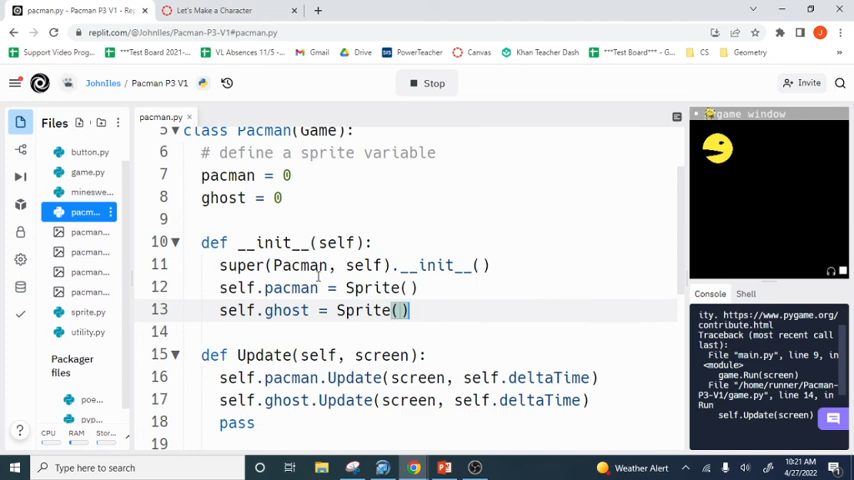 pacman.py - Pacman P3 V1 - Replit
Let's Make a Character
replit.com/@JohnIles/Pacman-P3-V1#pacman.py
Support Video Prog...
***Test Board 2021-...
VL Absences 11/5 -...
Gmail
Drive
PowerTeacher
Canvas
Khan Teacher Dash
***Test Board #2 -...
CS
Geometry
JohnIles / Pacman P3 V1
Stop
Invite
Files
button.py
game.py
mineswe...
pacm...
pacman...
pacman...
pacman...
pacman...
sprite.py
utility.py
Packager
files
poe...
CPU RAM Stor...
pacman.py
5 class Pacman(Game):
6 # define a sprite variable
7 pacman = 0
8 ghost = 0
9
10 def __init__(self):
11 super(Pacman, self).__init__()
12 self.pacman = Sprite()
13 self.ghost = Sprite()
14
15 def Update(self, screen):
16 self.pacman.Update(screen, self.deltaTime)
17 self.ghost.Update(screen, self.deltaTime)
18 pass
19
pygame window
Console Shell
ity. https://www.pygame.org/
contribute.html
Traceback (most recent call
last):
File "main.py", line 9, in
<module>
game.Run(screen)
File "/home/runner/Pacman-
P3-V1/game.py", line 14, in
Run
self.Update(screen)
Type here to search
Weather Alert
10:21 AM
4/27/2022